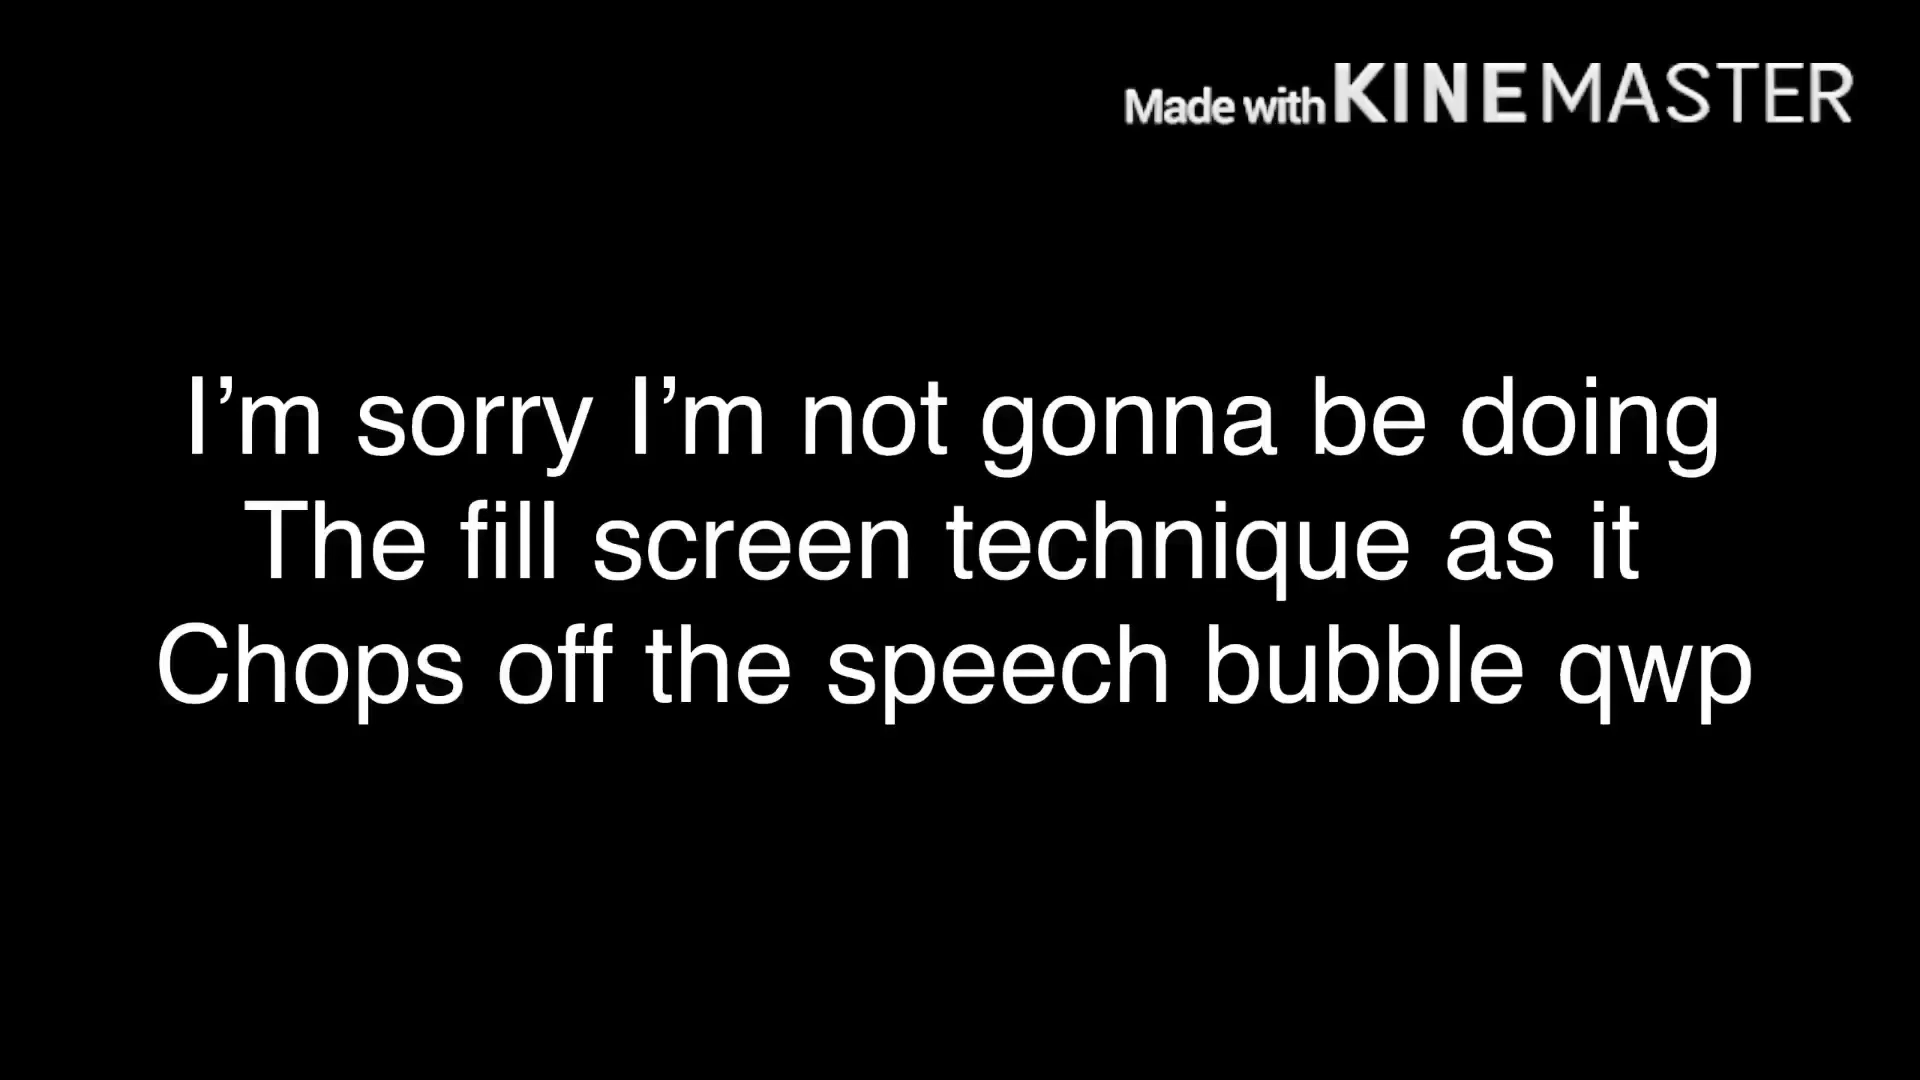 Made with KINEMASTER
I’m sorry I’m not gonna be doing
The fill screen technique as it
Chops off the speech bubble qwp